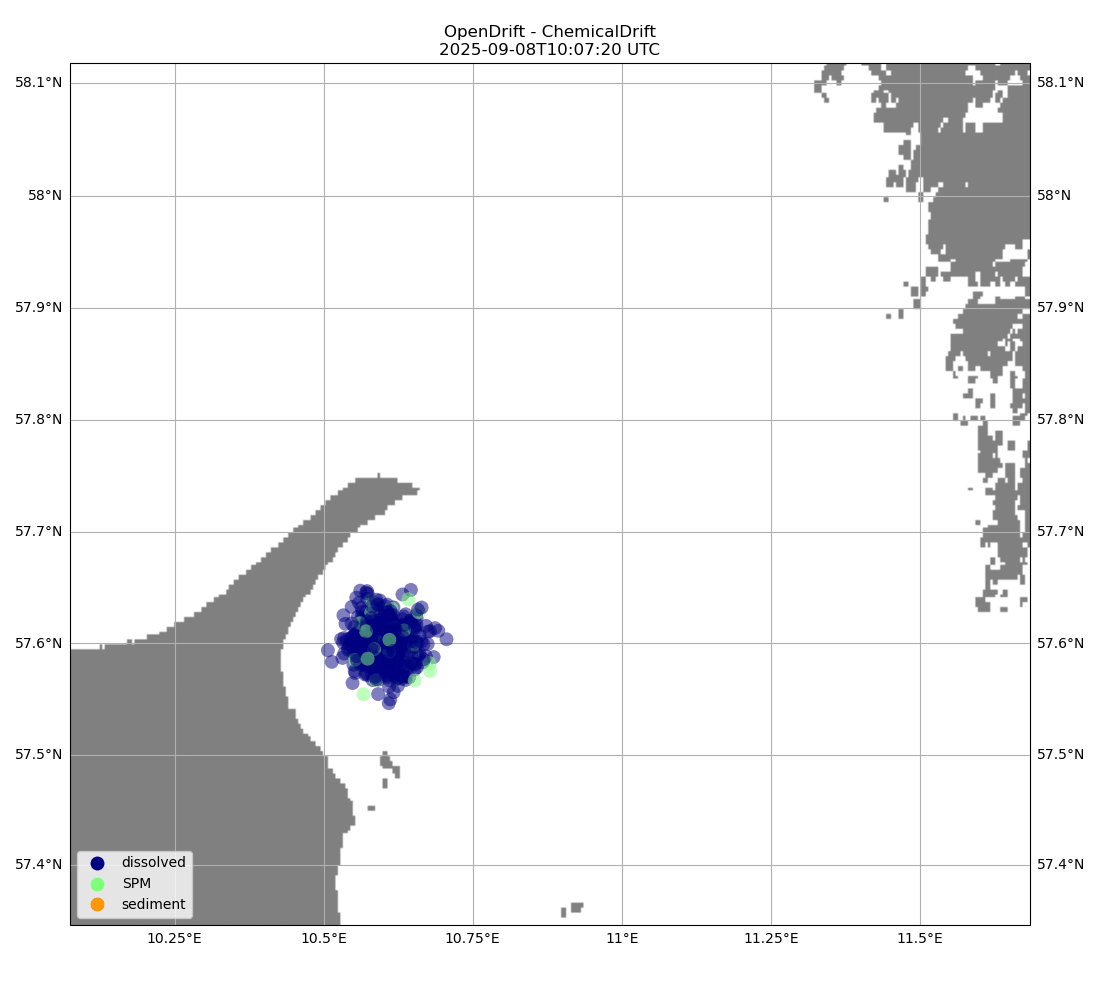 OpenDrift - ChemicalDrift
2025-09-08T10:07:20 UTC
58.1°N 58.1°N
58°N 58°N
57.9°N 57.9°N
57.8°N 57.8°N
57.7°N 57.7°N
57.6°N 57.6°N
57.5°N 57.5°N
57.4°N 57.4°N
dissolved
SPM
sediment
10.25°E 10.5°E 10.75°E 11°E 11.25°E 11.5°E